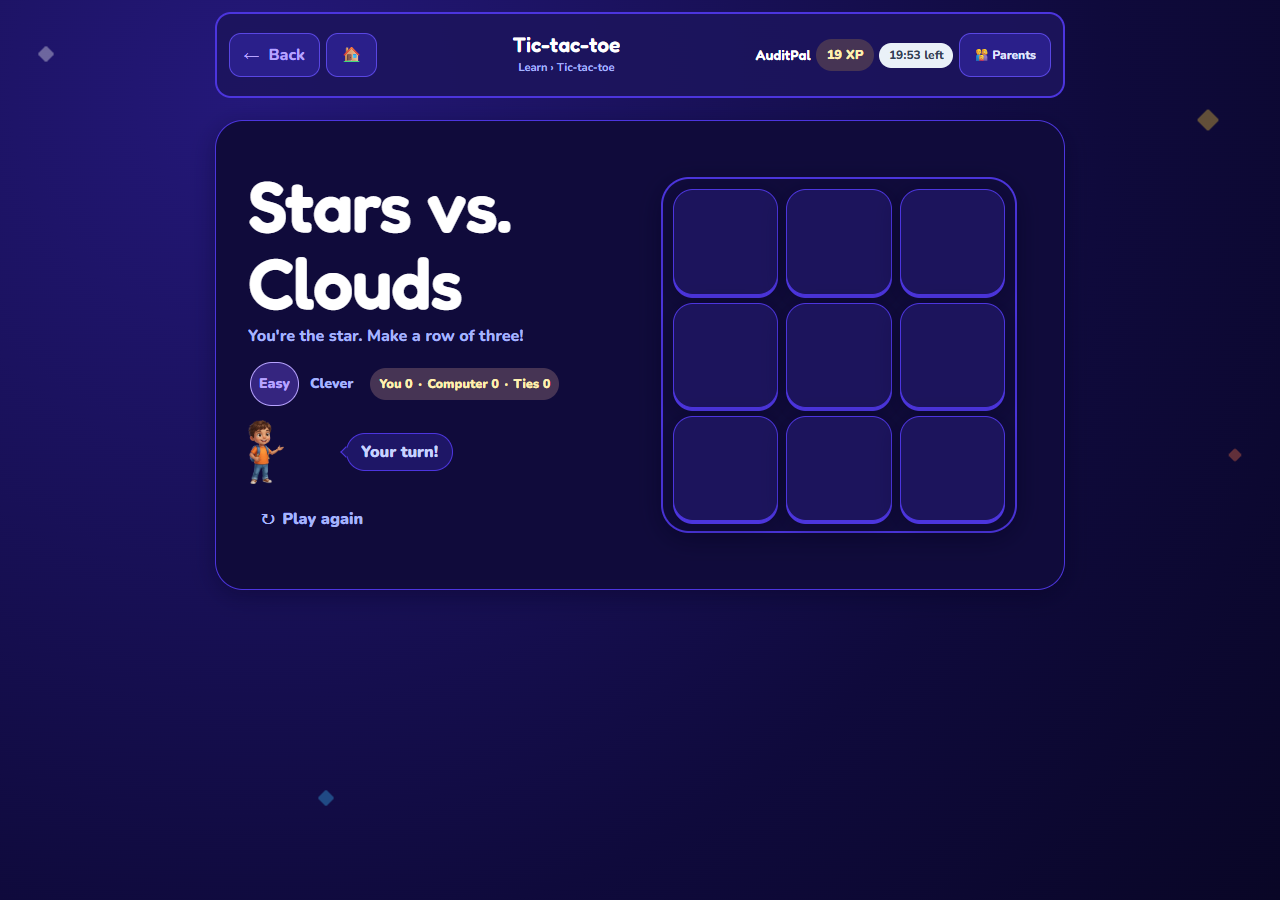 ← Back
Tic-tac-toe
Learn › Tic-tac-toe
AuditPal
19 XP
19:53 left
Parents
Stars vs.
Clouds
You're the star. Make a row of three!
Easy
Clever
You 0 · Computer 0 · Ties 0
Your turn!
↻ Play again